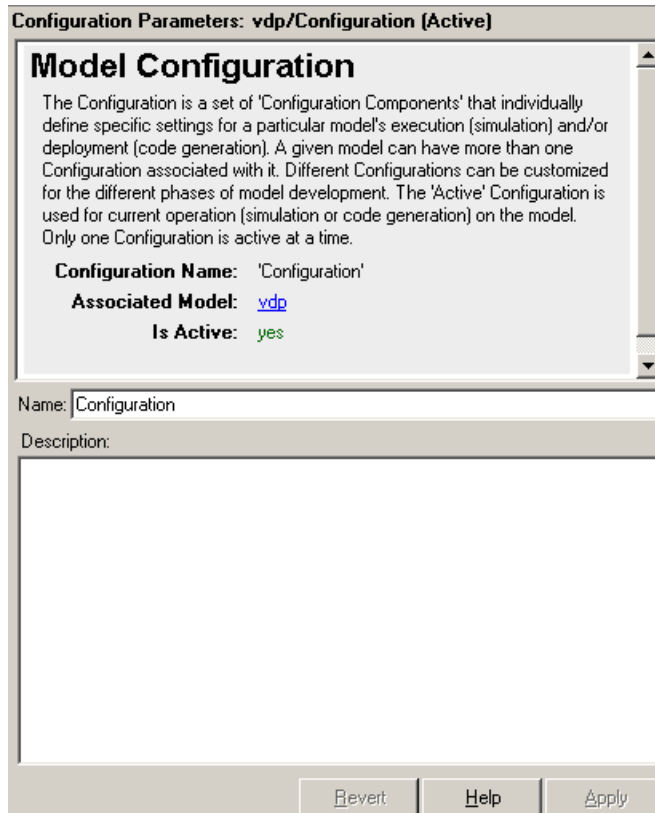 Configuration Parameters: vdp/Configuration (Active)
Model Configuration
The Configuration is a set of 'Configuration Components' that individually
define specific settings for a particular model's execution (simulation) and/or
deployment (code generation). A given model can have more than one
Configuration associated with it. Different Configurations can be customized
for the different phases of model development. The 'Active' Configuration is
used for current operation (simulation or code generation) on the model.
Only one Configuration is active at a time.
Configuration Name: 'Configuration'
Associated Model: vdp
Is Active: yes
Name: Configuration
Description:
Revert Help Apply